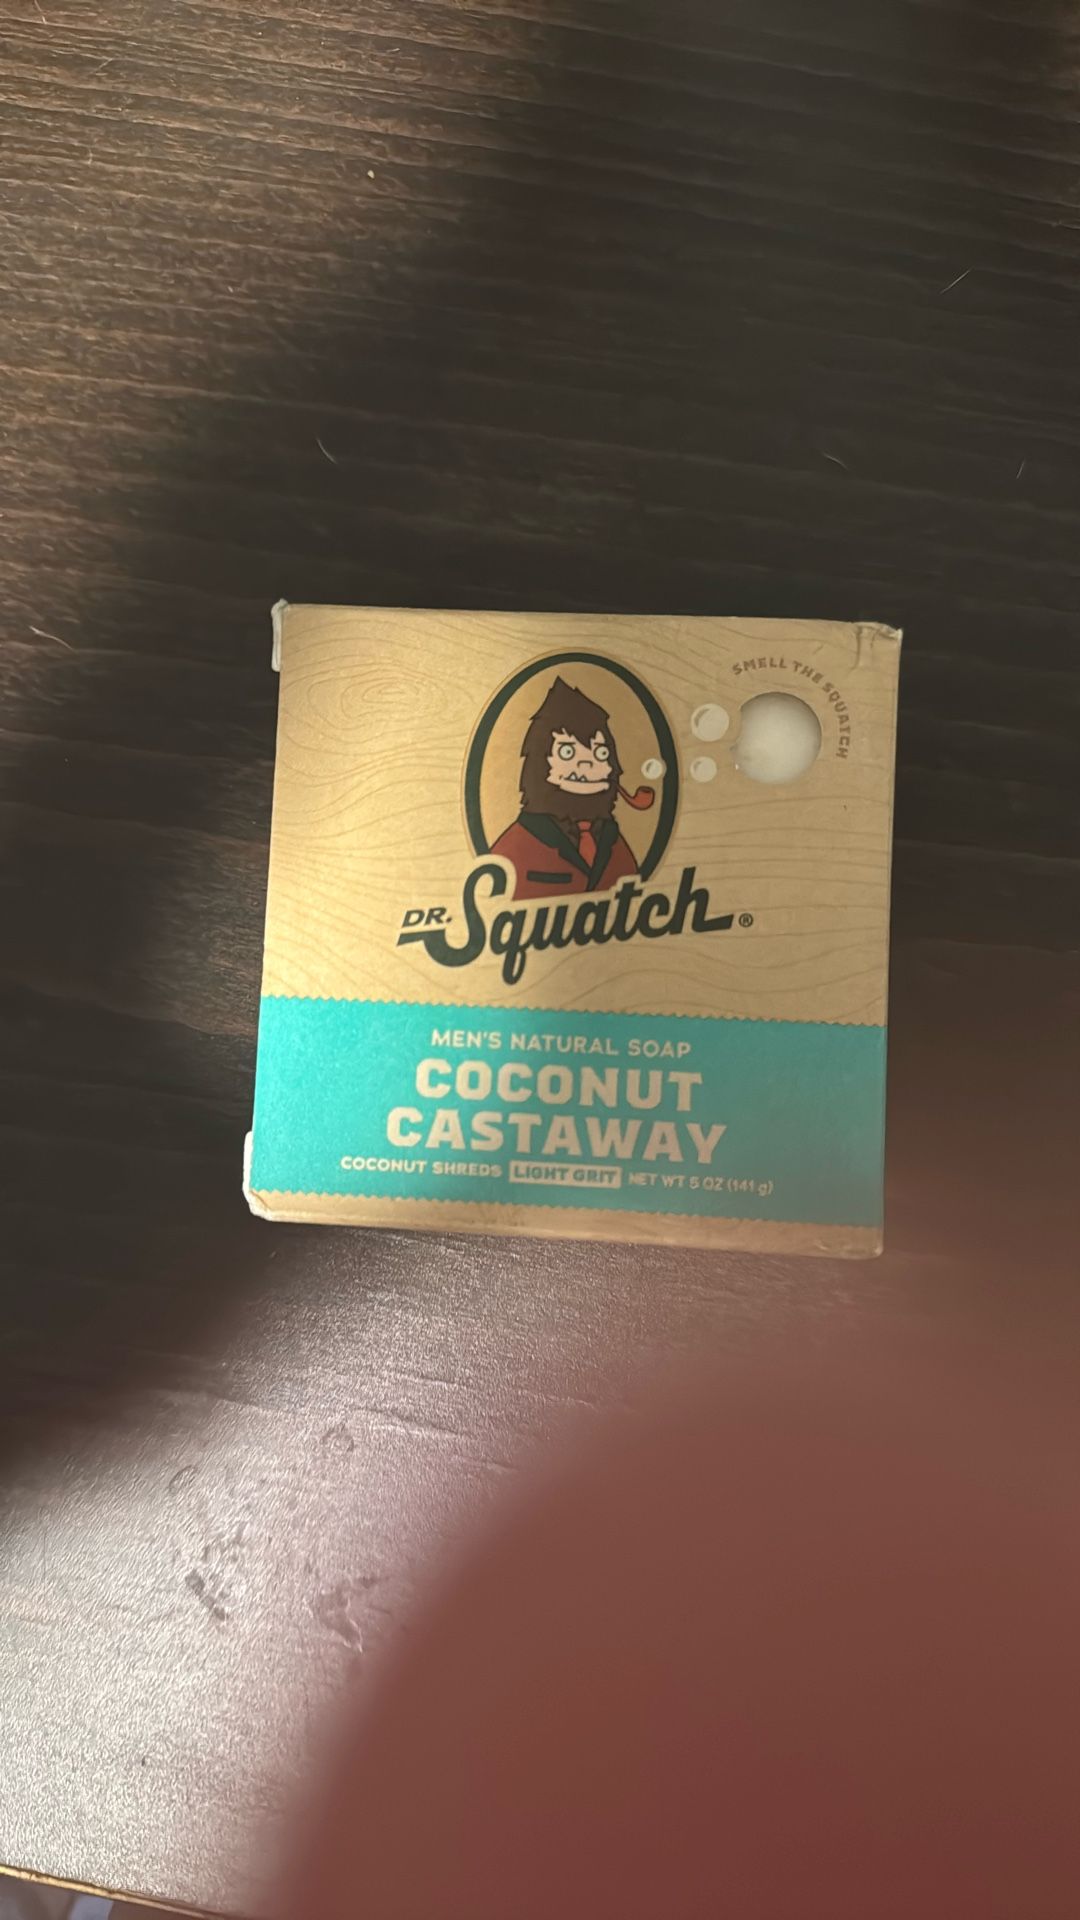 SMELL THE SQUATCH
DR. Squatch®
MEN'S NATURAL SOAP
COCONUT
CASTAWAY
COCONUT SHREDS LIGHT GRIT NET WT 5 OZ (141 g)